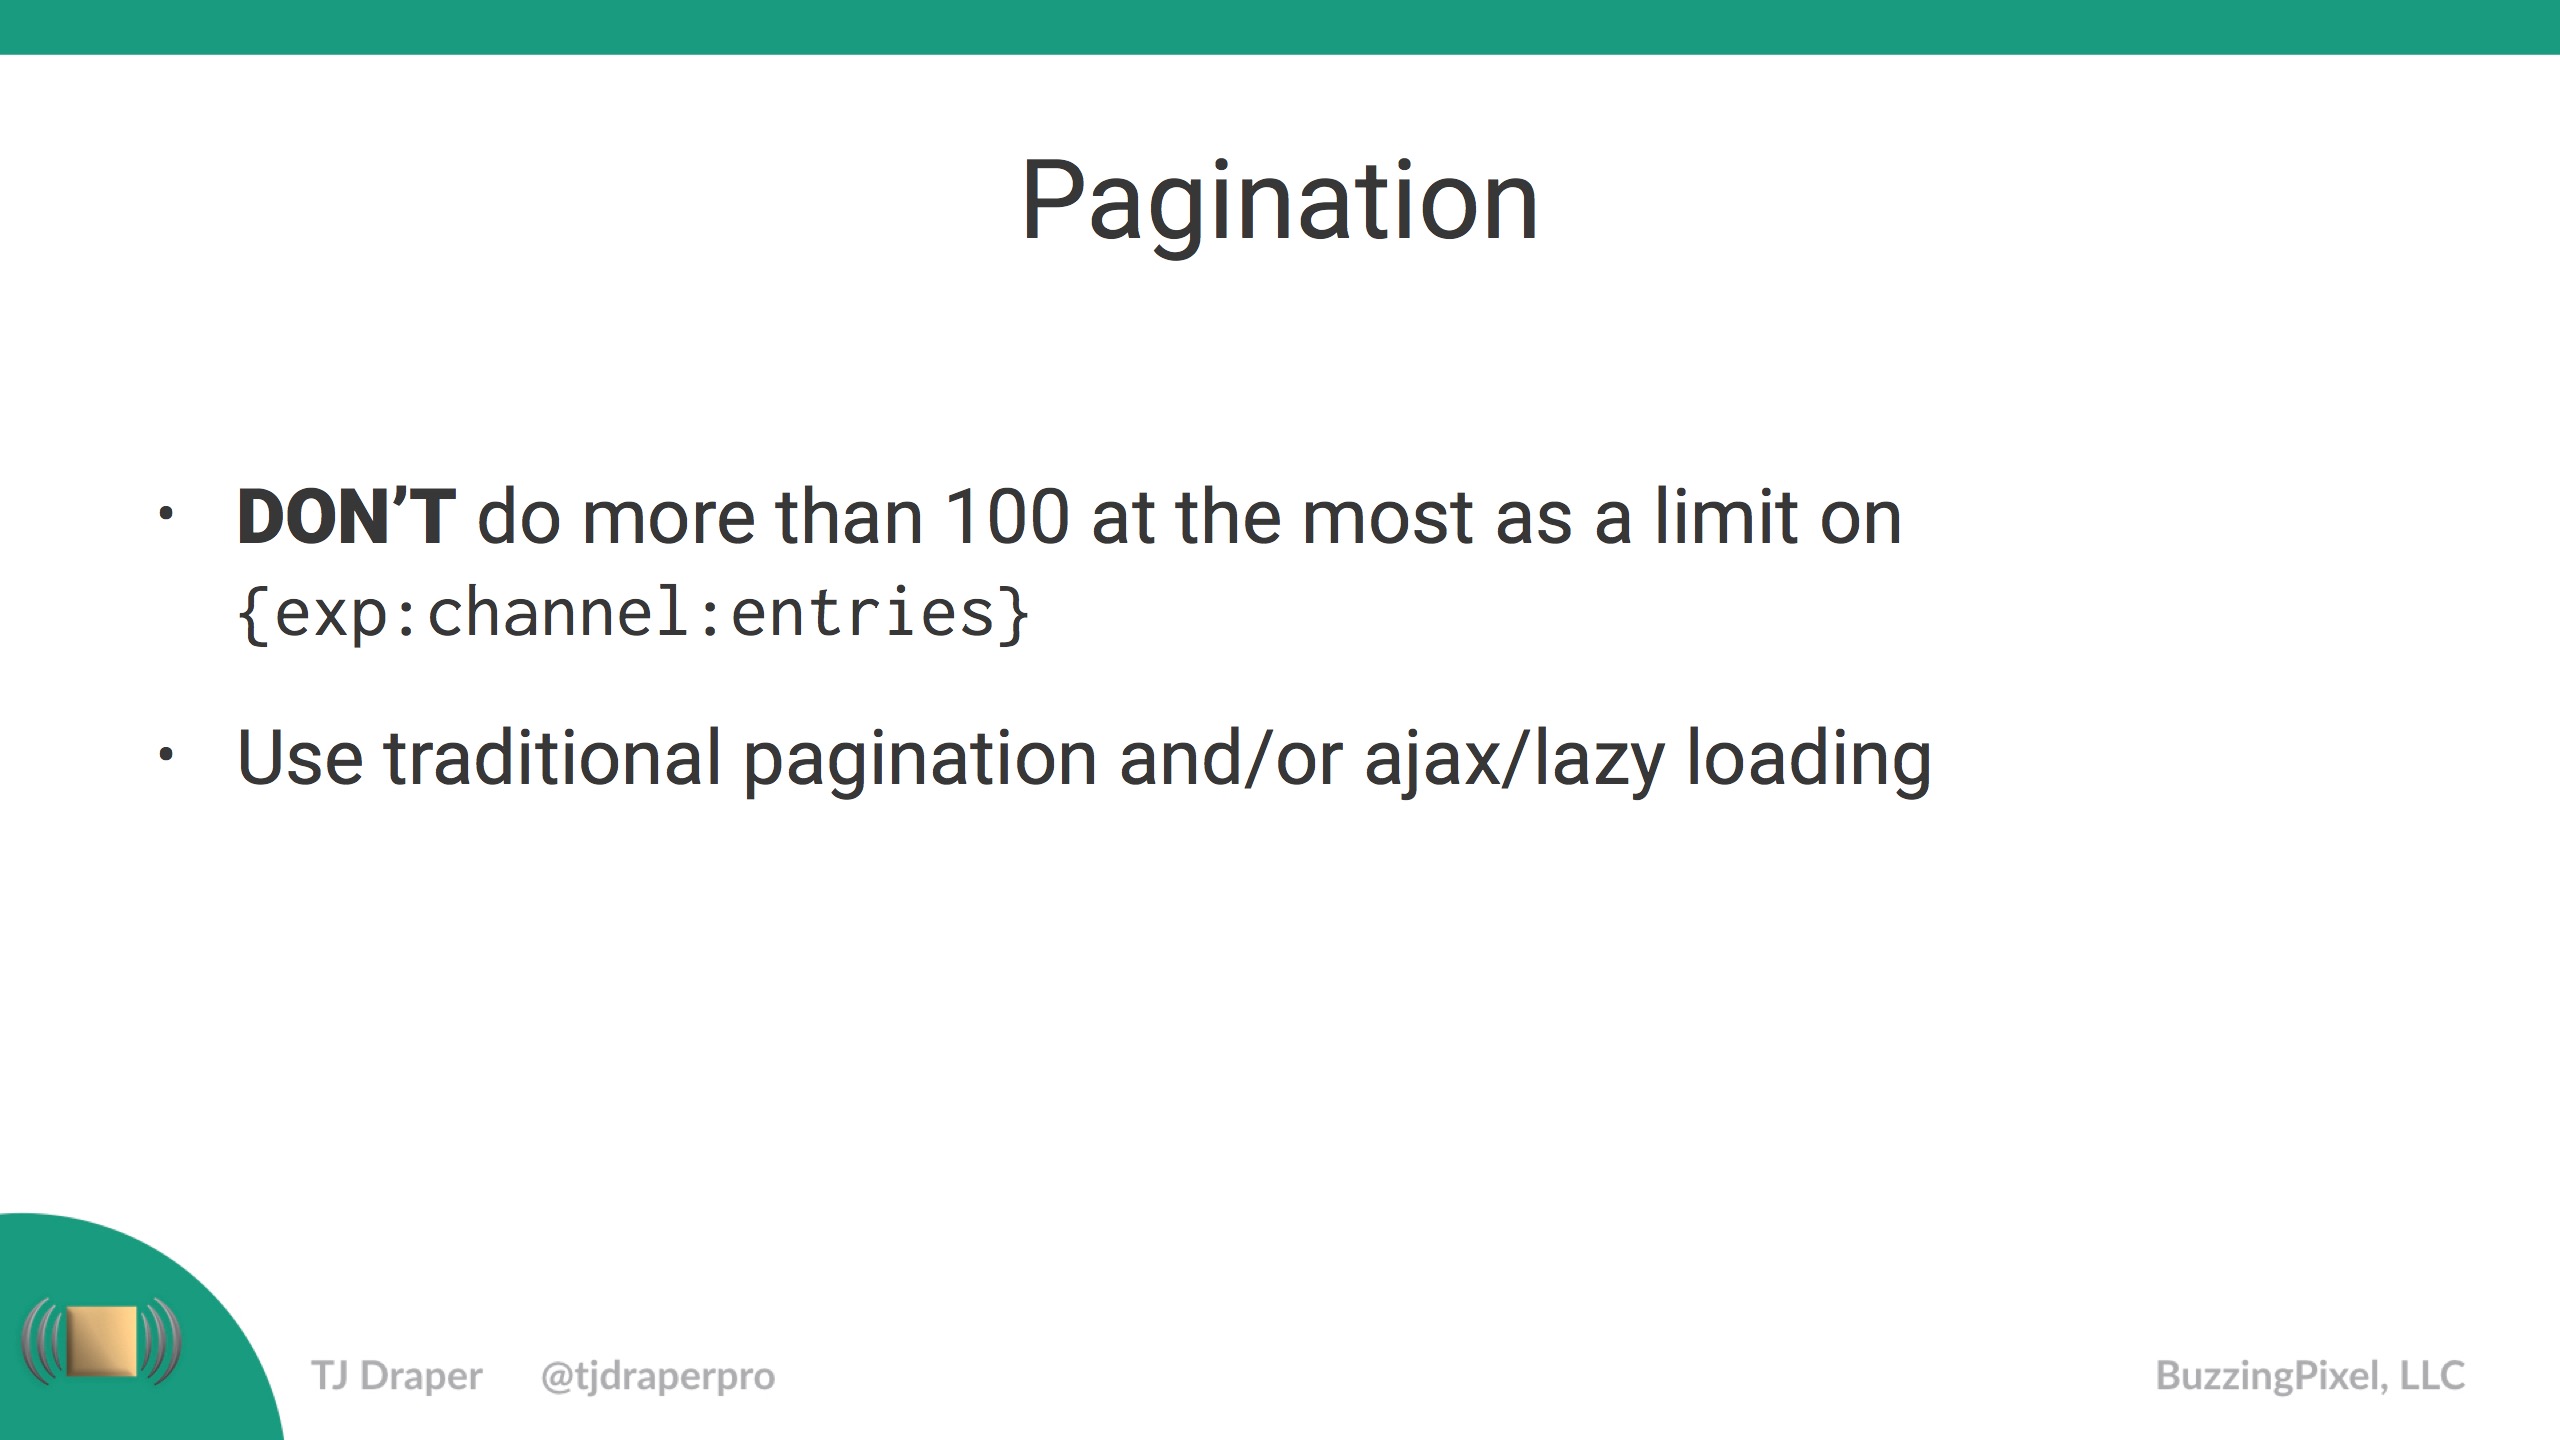 Pagination
• DON’T do more than 100 at the most as a limit on
{exp:channel:entries}
• Use traditional pagination and/or ajax/lazy loading
TJ Draper @tjdraperpro
BuzzingPixel, LLC